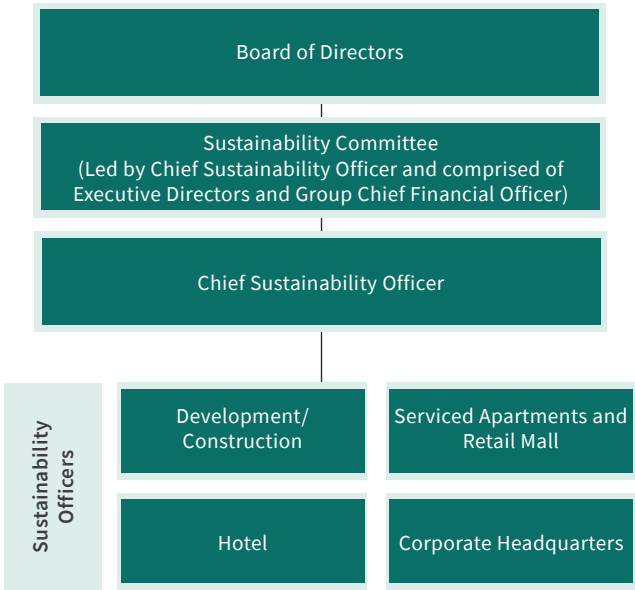 Board of Directors
Sustainability Committee
(Led by Chief Sustainability Officer and comprised of
Executive Directors and Group Chief Financial Officer)
Chief Sustainability Officer
Sustainability
Officers
Development/
Construction
Serviced Apartments and
Retail Mall
Hotel
Corporate Headquarters